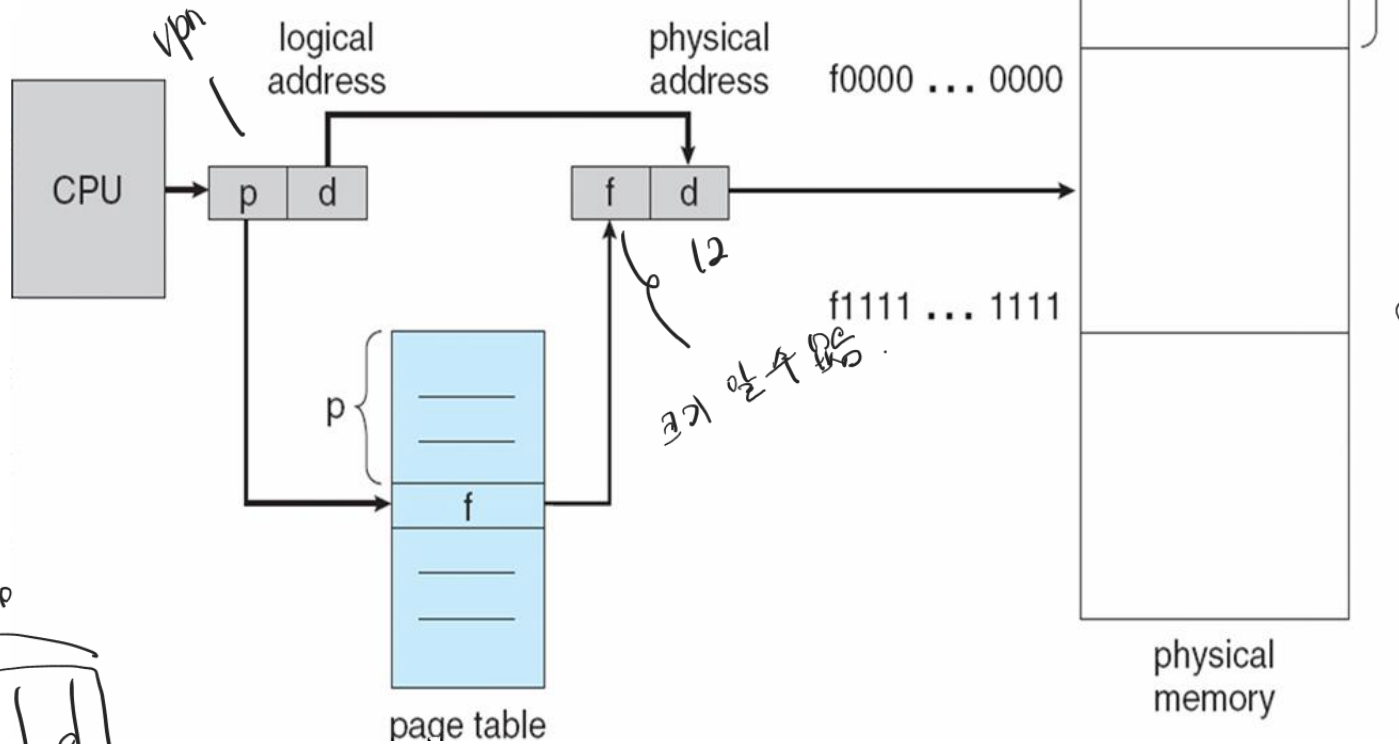 vpn
logical
address
physical
address
f0000 ... 0000
CPU
p
d
f
d
12
f1111 ... 1111
크기 알 수 있음.
p
f
page table
physical
memory
p
d